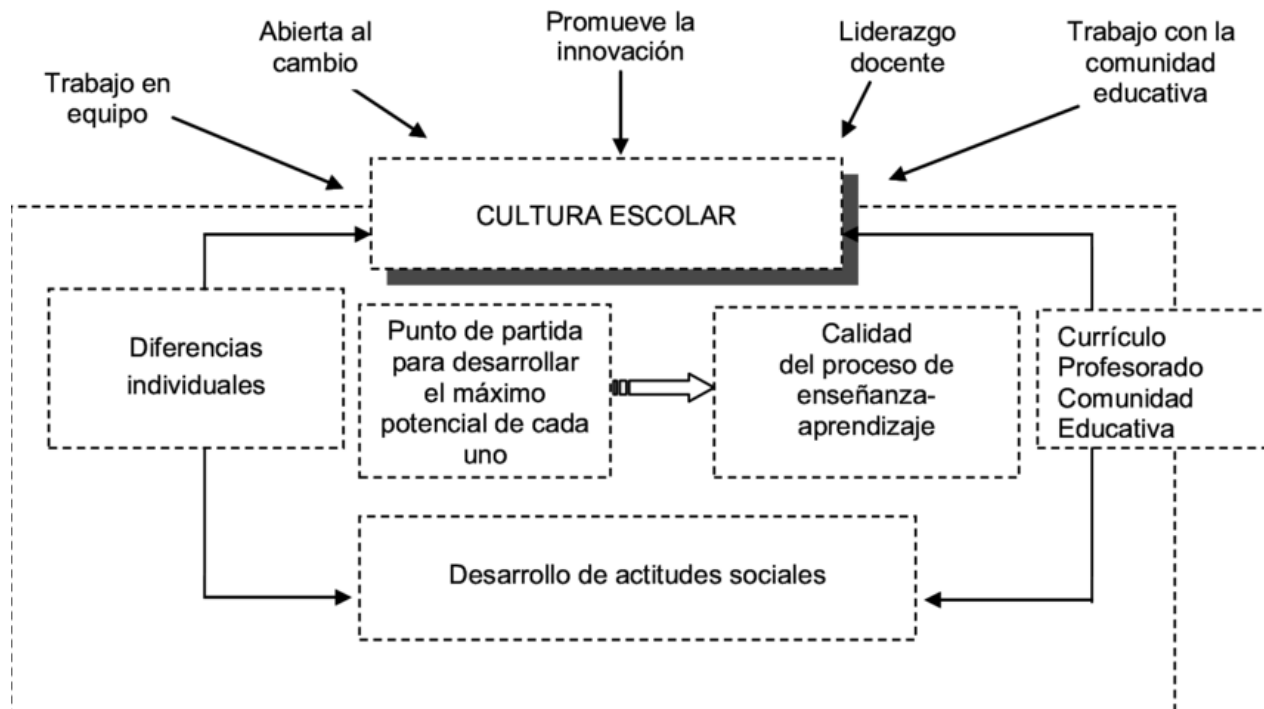 Trabajo en
equipo
Abierta al
cambio
Promueve la
innovación
Liderazgo
docente
Trabajo con la
comunidad
educativa
CULTURA ESCOLAR
Diferencias
individuales
Punto de partida
para desarrollar
el máximo
potencial de cada
uno
Calidad
del proceso de
enseñanza-
aprendizaje
Currículo
Profesorado
Comunidad
Educativa
Desarrollo de actitudes sociales